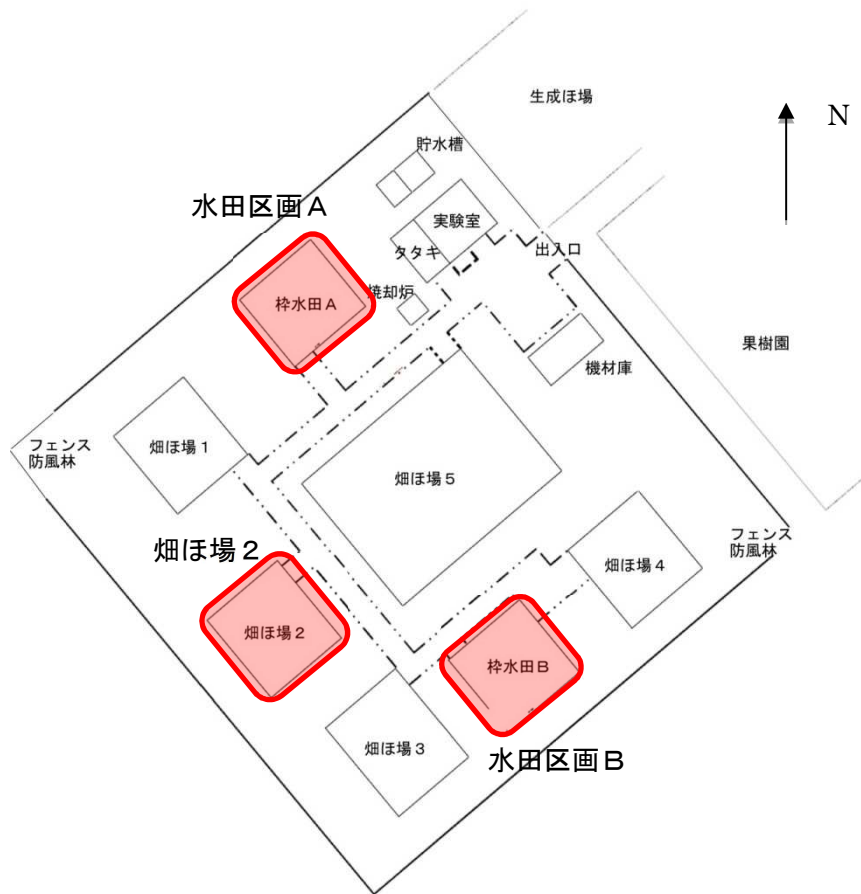 生成ほ場
N
貯水槽
水田区画A
実験室
タタキ
出入口
焼却炉
枠水田A
果樹園
機材庫
フェンス
防風林
畑ほ場1
畑ほ場5
フェンス
防風林
畑ほ場2
畑ほ場4
畑ほ場2
枠水田B
畑ほ場3
水田区画B